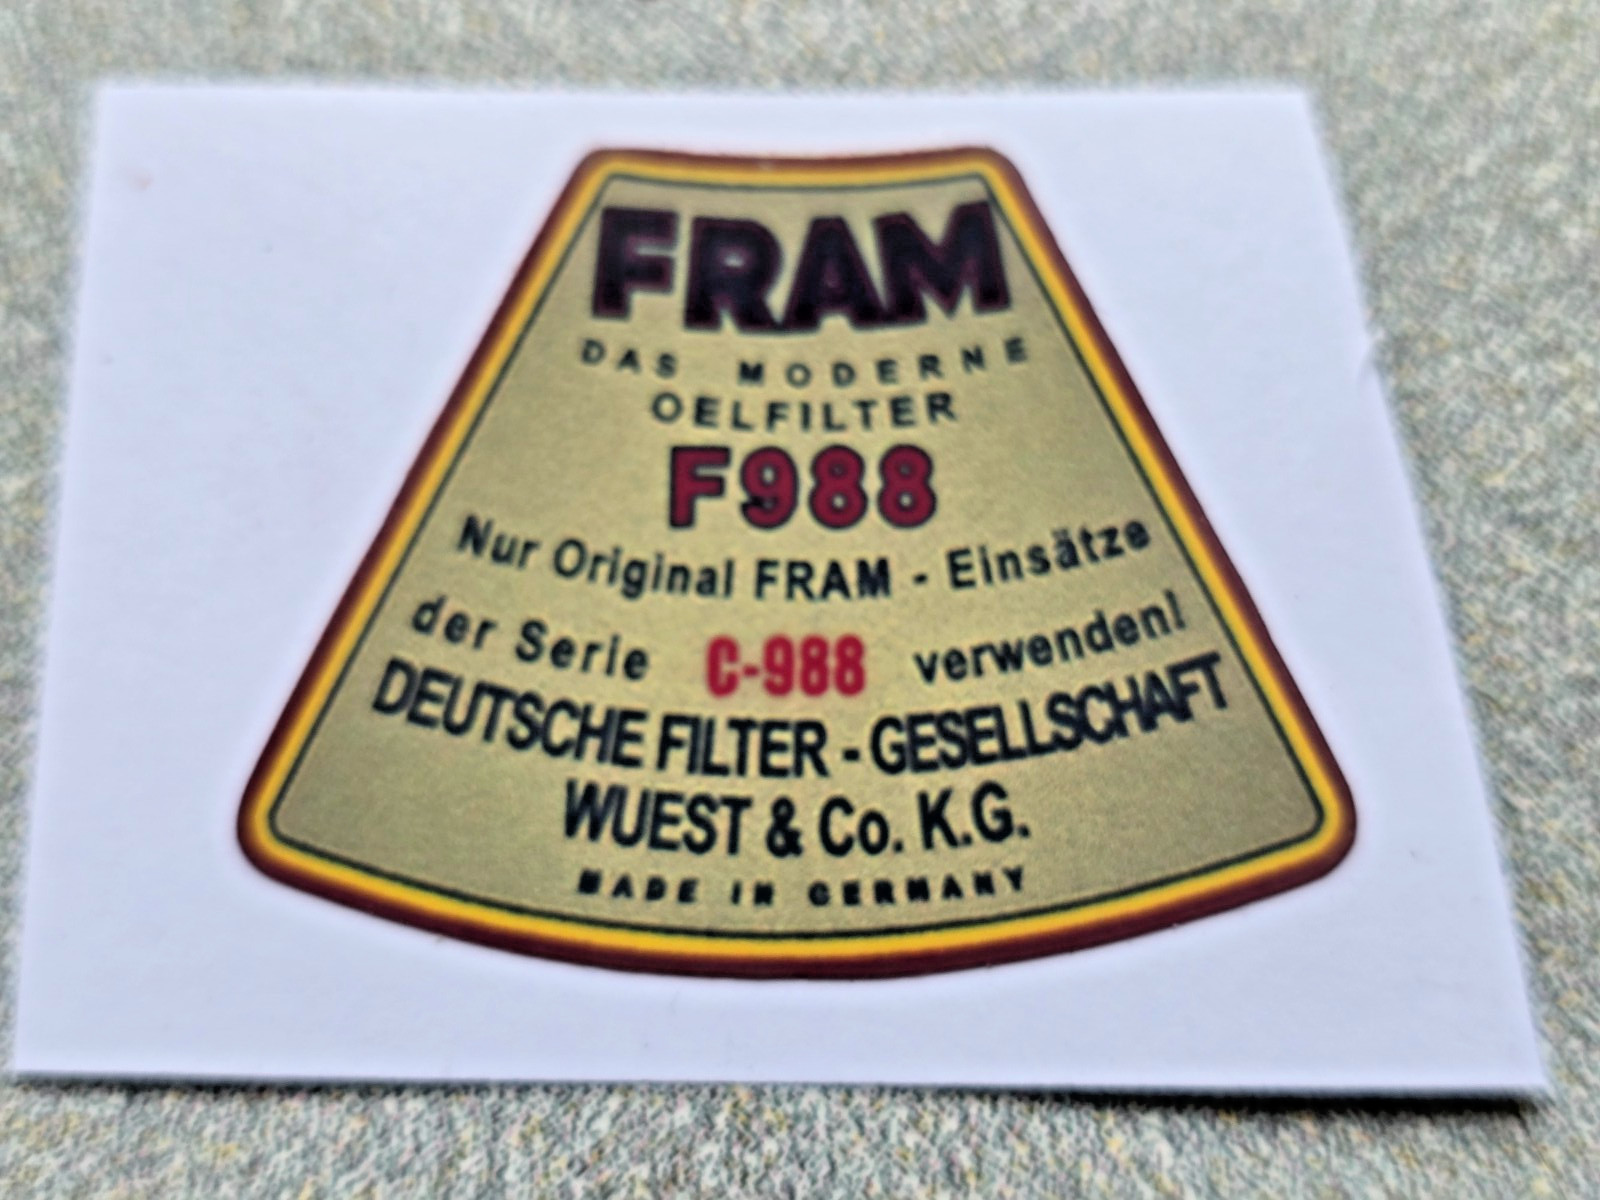 FRAM
DAS MODERNE
OELFILTER
F988
Nur Original FRAM - Einsätze
der Serie C-988 verwenden!
DEUTSCHE FILTER - GESELLSCHAFT
WUEST & Co. K.G.
MADE IN GERMANY